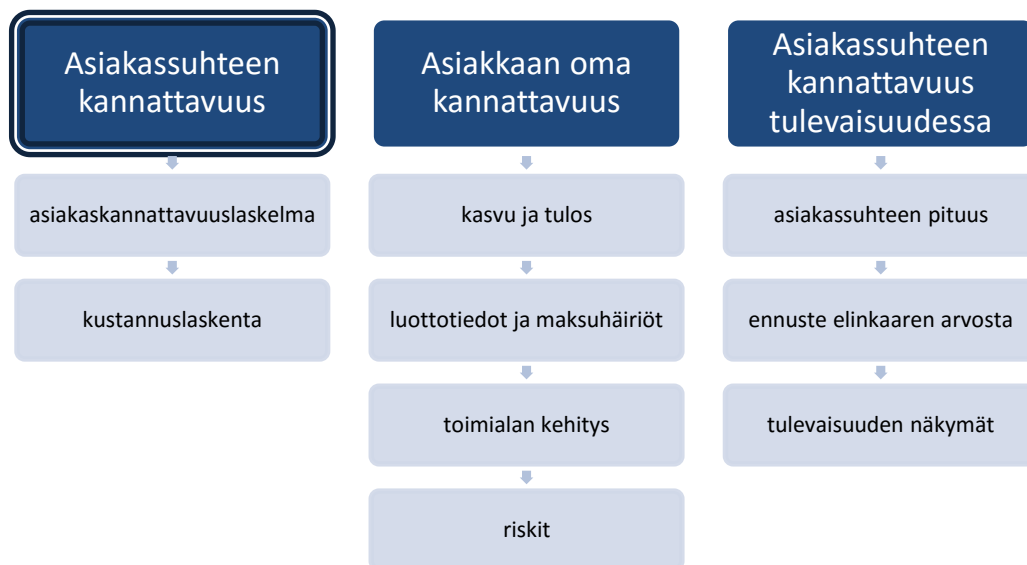 Asiakassuhteen
kannattavuus
asiakaskannattavuuslaskelma
kustannuslaskenta
Asiakkaan oma
kannattavuus
kasvu ja tulos
luottotiedot ja maksuhäiriöt
toimialan kehitys
riskit
Asiakassuhteen
kannattavuus
tulevaisuudessa
asiakassuhteen pituus
ennuste elinkaaren arvosta
tulevaisuuden näkymät